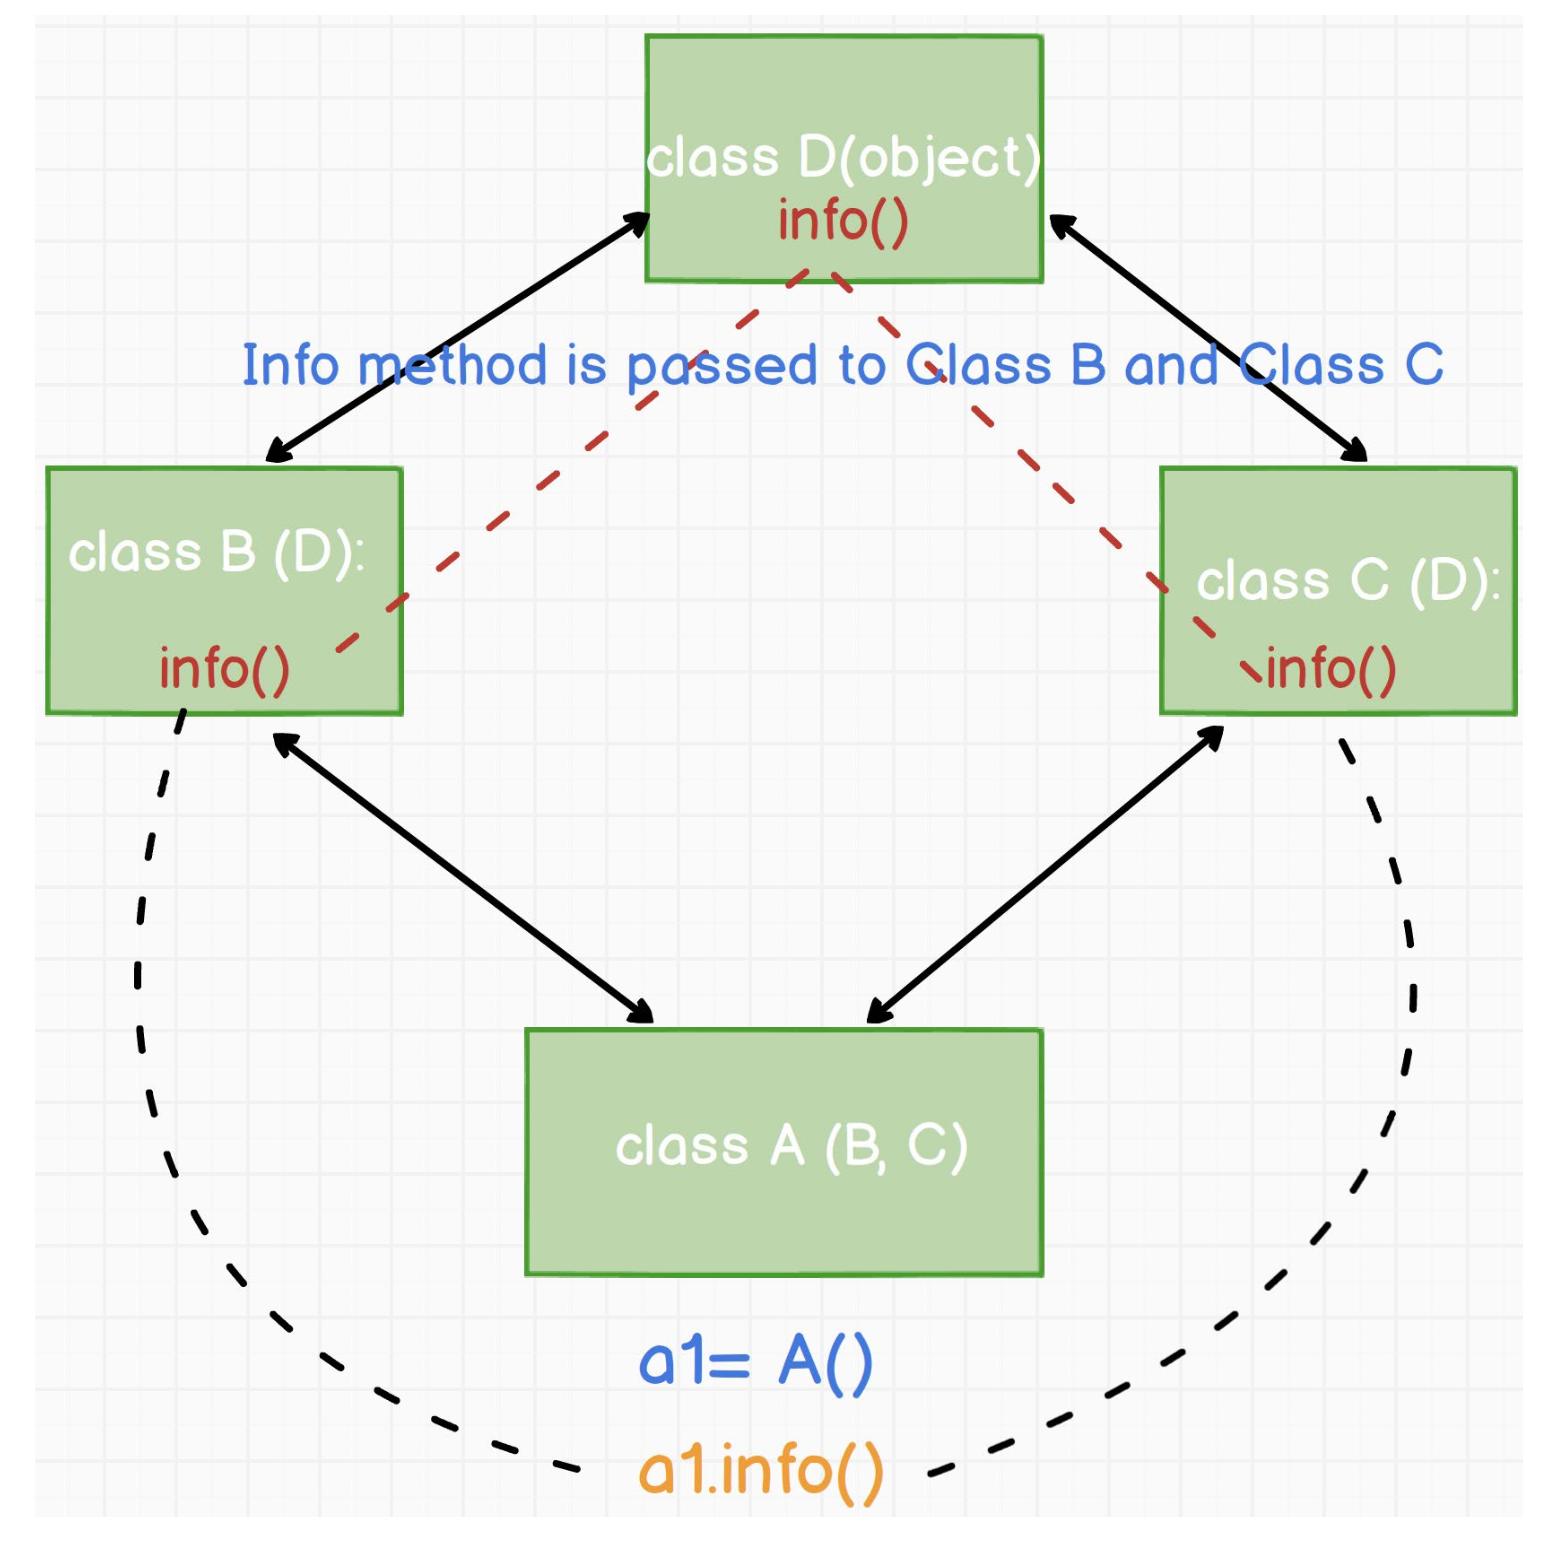 class D(object)
info()
Info method is passed to Class B and Class C
class B (D):
info()
class C (D):
info()
class A (B, C)
a1= A()
a1.info()